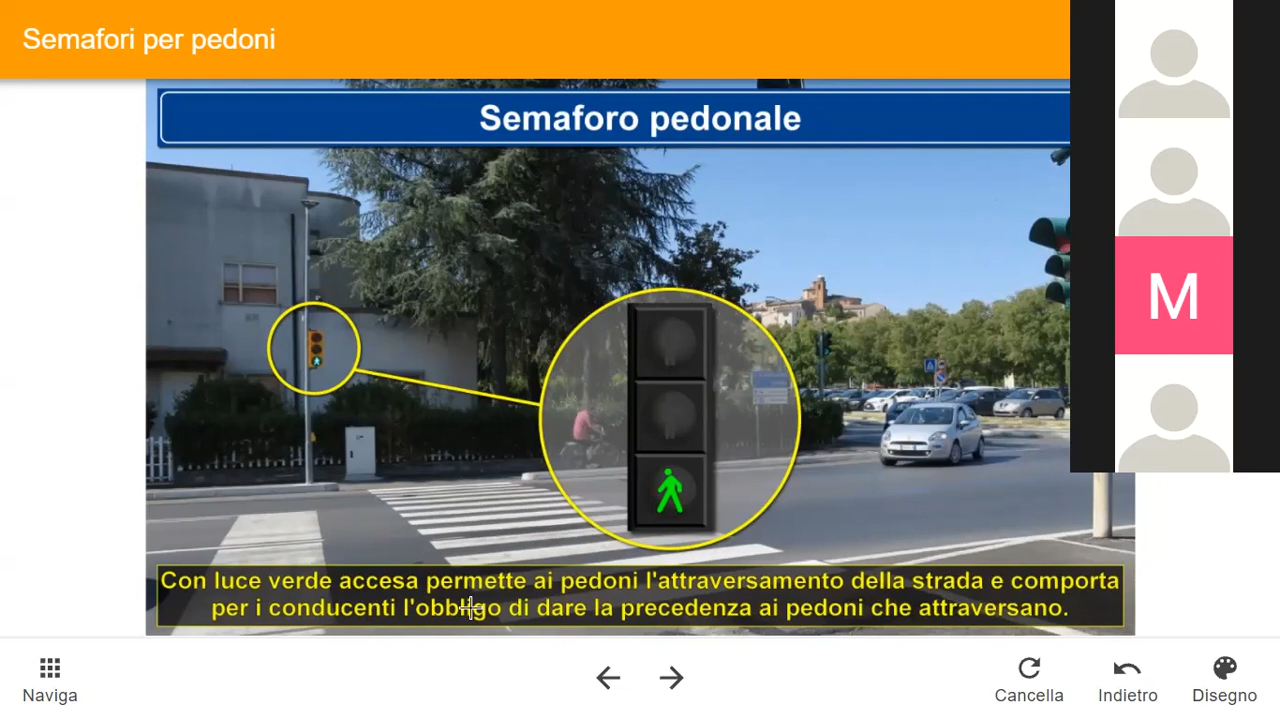 Semafori per pedoni
Semaforo pedonale
M
Con luce verde accesa permette ai pedoni l'attraversamento della strada e comporta
per i conducenti l'obbligo di dare la precedenza ai pedoni che attraversano.
Naviga
Cancella
Indietro
Disegno